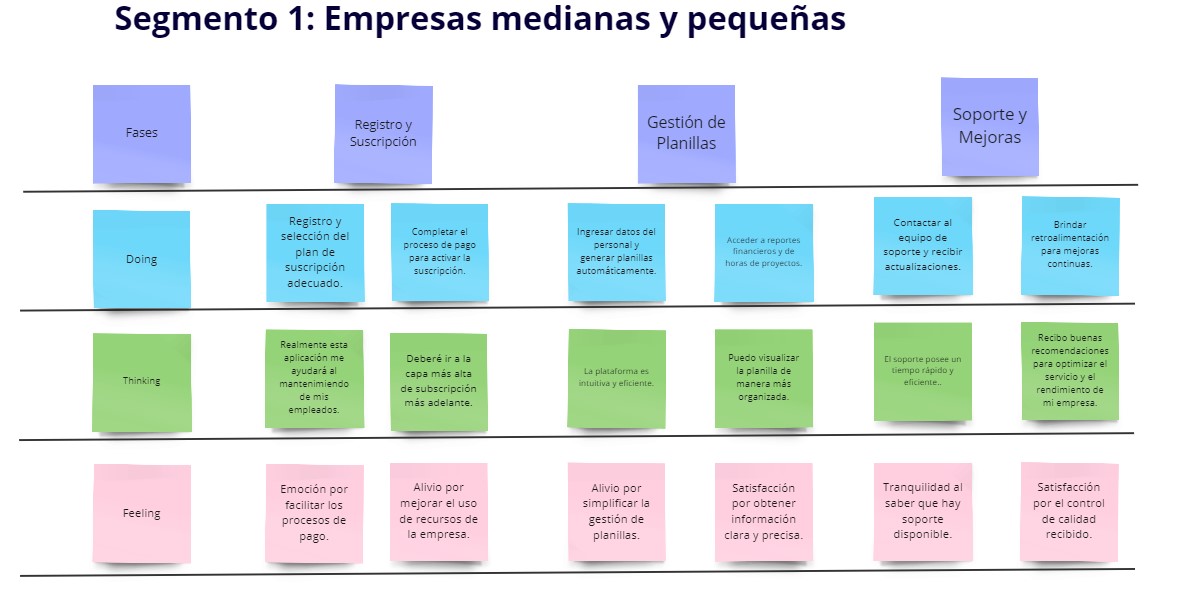 Segmento 1: Empresas medianas y pequeñas
Fases
Registro y
Suscripción
Gestión de
Planillas
Soporte y
Mejoras
Doing
Registro y
selección del
plan de
suscripción
adecuado.
Completar el
proceso de pago
para activar la
suscripción.
Ingresar datos del
personal y
generar planillas
automáticamente.
Acceder a reportes
financieros y de
horas de proyectos.
Contactar al
equipo de
soporte y recibir
actualizaciones.
Brindar
retroalimentación
para mejoras
continuas.
Thinking
Realmente esta
aplicación me
ayudará al
mantenimiendo
de mis
empleados.
Deberé ir a la
capa más alta
de subscripción
más adelante.
La plataforma es
intuitiva y eficiente.
Puedo visualizar
la planilla de
manera más
organizada.
El soporte posee un
tiempo rápido y
eficiente..
Recibo buenas
recomendaciones
para optimizar el
servicio y el
rendimiento de
mi empresa.
Feeling
Emoción por
facilitar los
procesos de
pago.
Alivio por
mejorar el uso
de recursos de
la empresa.
Alivio por
simplificar la
gestión de
planillas.
Satisfacción
por obtener
información
clara y precisa.
Tranquilidad al
saber que hay
soporte
disponible.
Satisfacción
por el control
de calidad
recibido.